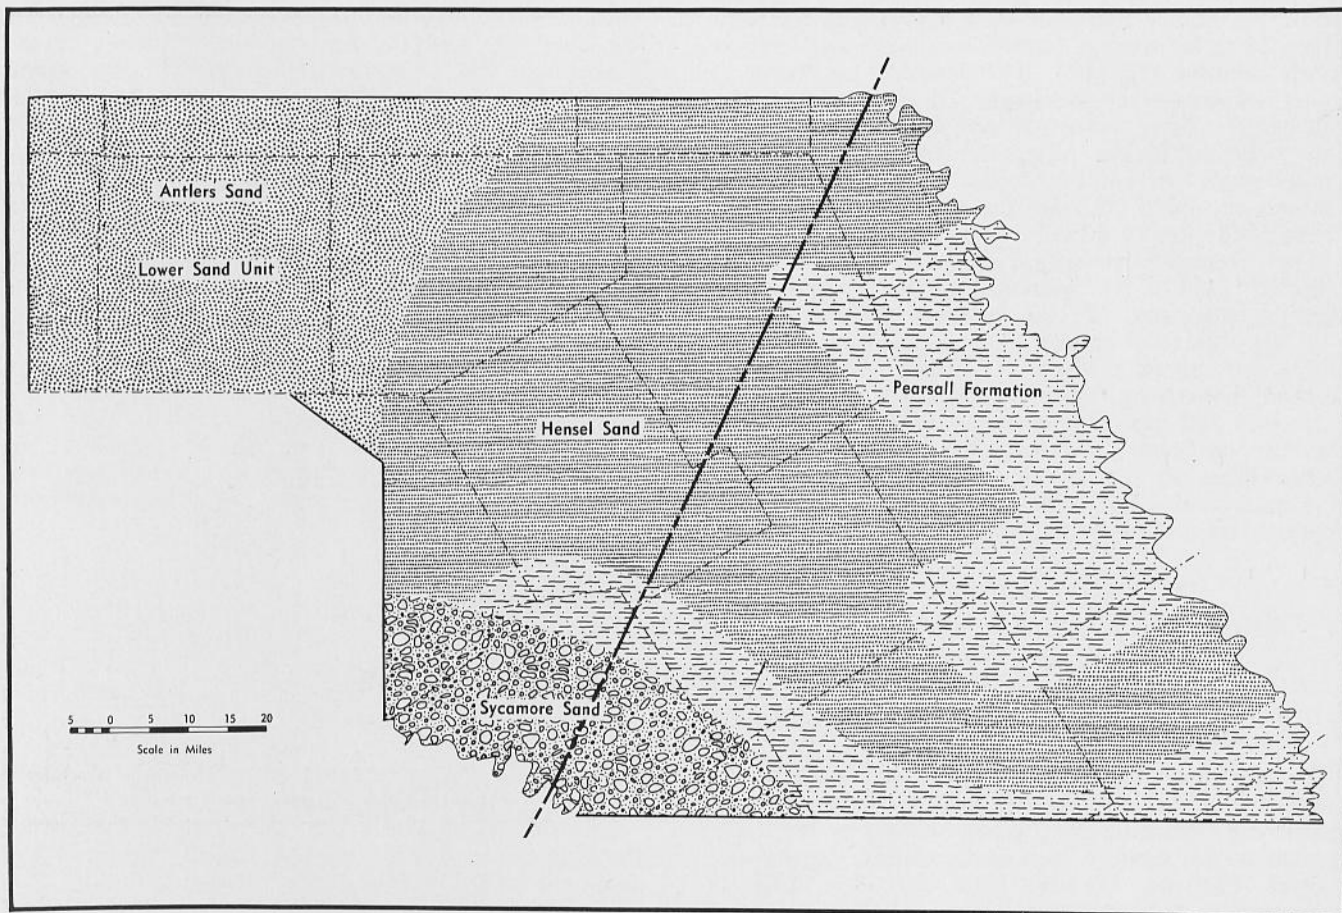 Antlers Sand
Lower Sand Unit
Pearsall Formation
Hensel Sand
Sycamore Sand
5 0 5 10 15 20
Scale in Miles